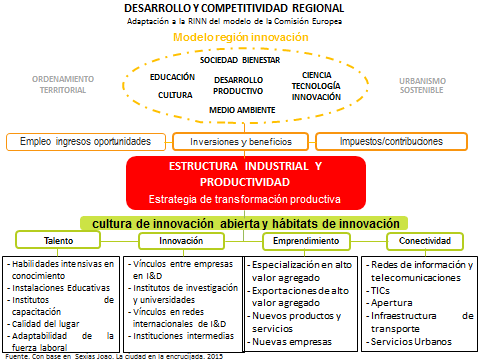 DESARROLLO Y COMPETITIVIDAD REGIONAL
Adaptación a la RINN del modelo de la Comisión Europea
Modelo región innovación
SOCIEDAD BIENESTAR
EDUCACIÓN
CULTURA
DESARROLLO
PRODUCTIVO
CIENCIA
TECNOLOGÍA
INNOVACIÓN
MEDIO AMBIENTE
ORDENAMIENTO
TERRITORIAL
URBANISMO
SOSTENIBLE
Empleo ingresos oportunidades
Inversiones y beneficios
Impuestos/contribuciones
ESTRUCTURA INDUSTRIAL Y
PRODUCTIVIDAD
Estrategia de transformación productiva
cultura de innovación abierta y hábitats de innovación
Talento
- Habilidades intensivas en
conocimiento
- Instalaciones Educativas
- Institutos de
capacitación
- Calidad del lugar
- Adaptabilidad de la
fuerza laboral
Innovación
- Vínculos entre empresas
en I&D
- Institutos de investigación
y universidades
- Vínculos en redes
internacionales de I&D
- Instituciones intermedias
Emprendimiento
- Especialización en alto
valor agregado
- Exportaciones de alto
valor agregado
- Nuevos productos y
servicios
- Nuevas empresas
Conectividad
- Redes de información y
telecomunicaciones
- TICs
- Apertura
- Infraestructura de
transporte
- Servicios Urbanos
Fuente. Con base en Sexias Joao. La ciudad en la encrucijada. 2015